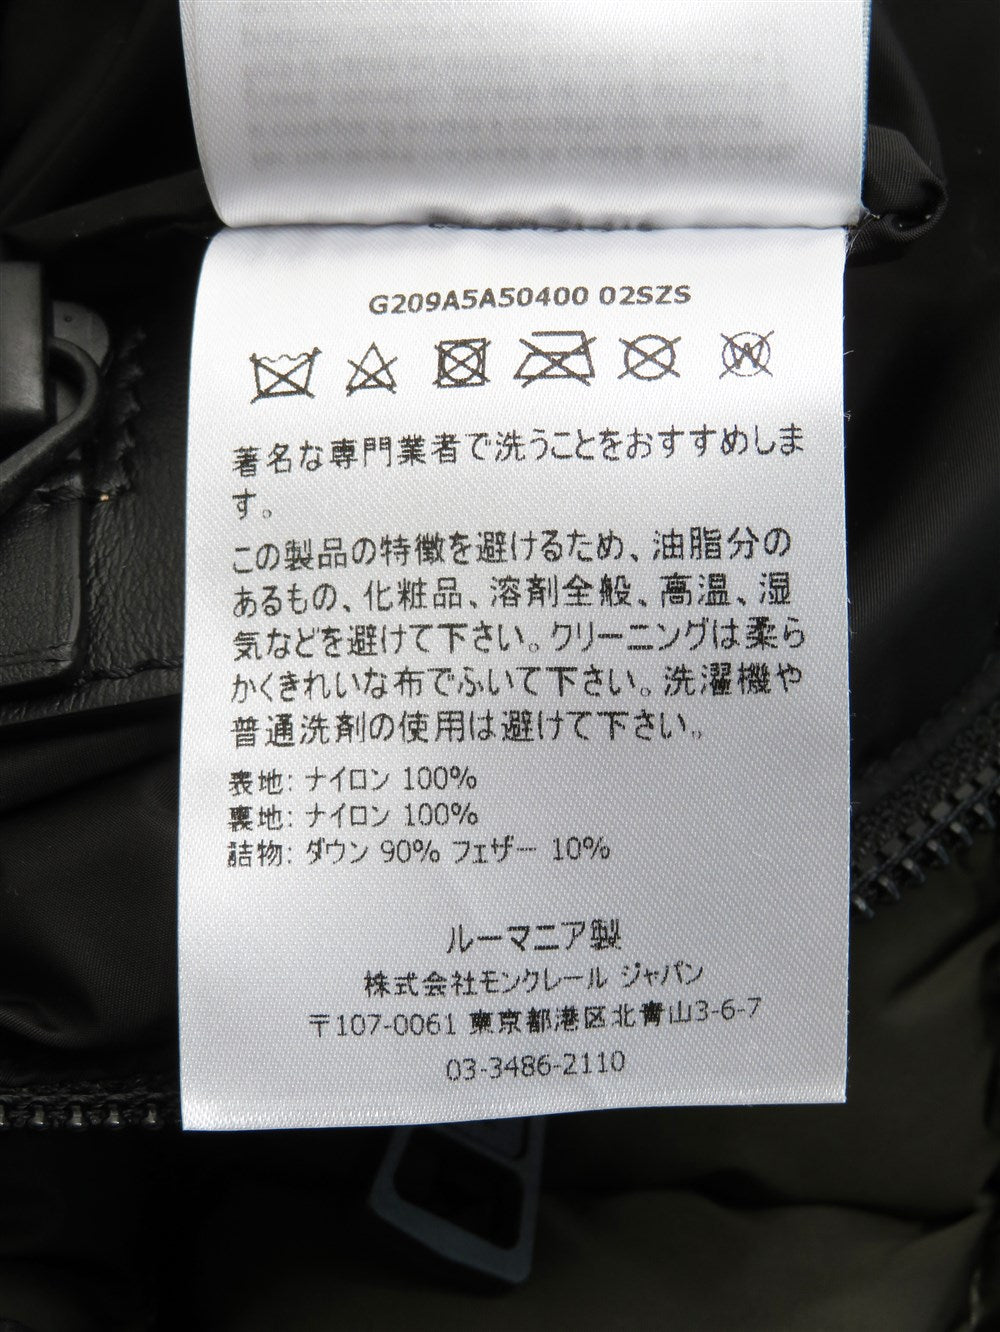 G209A5A50400 02SZS
著名な専門業者で洗うことをおすすめしま
す。
この製品の特徴を避けるため、油脂分の
あるもの、化粧品、溶剤全般、高温、湿
気などを避けて下さい。クリーニングは柔ら
かくきれいな布でふいて下さい。洗濯機や
普通洗剤の使用は避けて下さい。
表地: ナイロン 100%
裏地: ナイロン 100%
詰物: ダウン 90% フェザー 10%
ルーマニア製
株式会社モンクレール ジャパン
〒107-0061 東京都港区北青山3-6-7
03-3486-2110